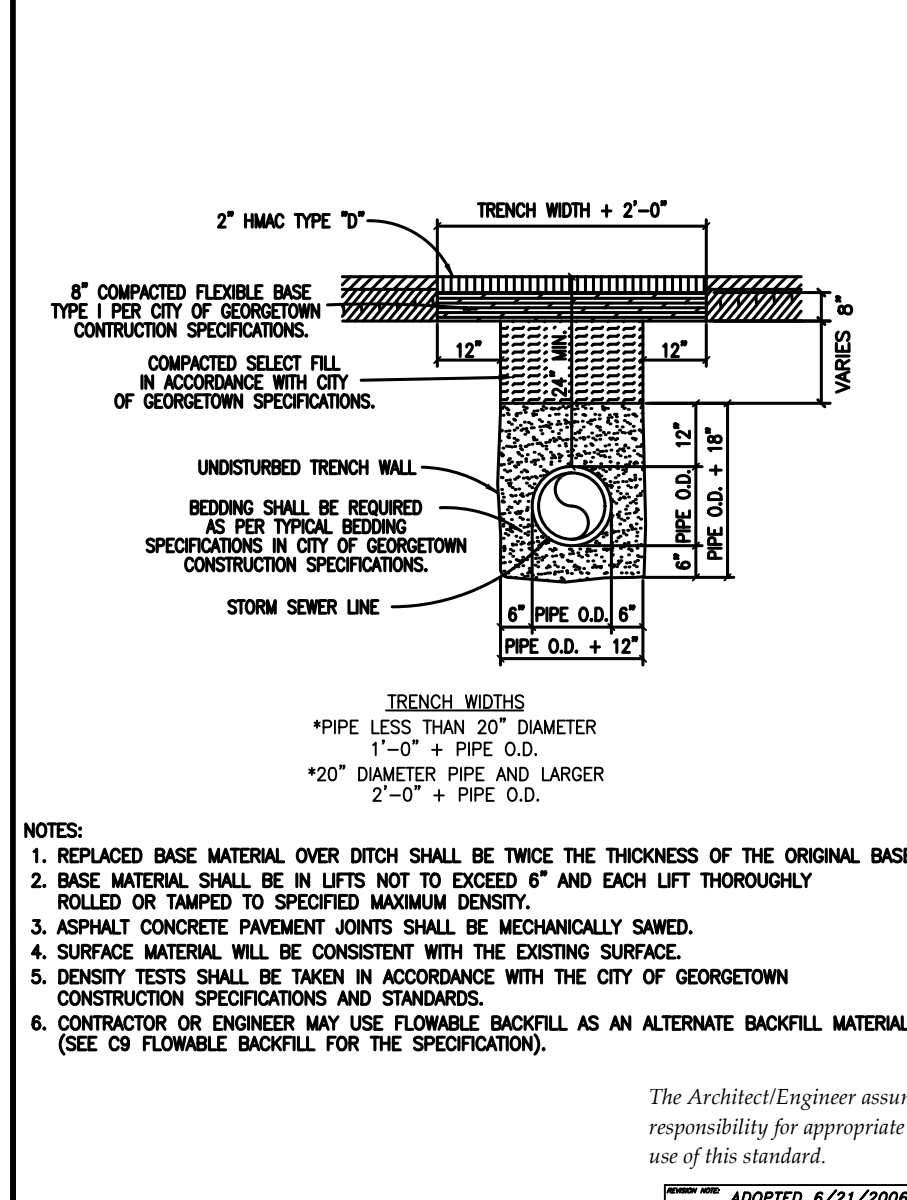 TRENCH WIDTH + 2'-0"
2" HMAC TYPE "D"
8" COMPACTED FLEXIBLE BASE
TYPE I PER CITY OF GEORGETOWN
CONTRUCTION SPECIFICATIONS.
8"
VARIES
12"
24" MIN.
12"
COMPACTED SELECT FILL
IN ACCORDANCE WITH CITY
OF GEORGETOWN SPECIFICATIONS.
12"
PIPE O.D.
6"
PIPE O.D. + 18"
UNDISTURBED TRENCH WALL
BEDDING SHALL BE REQUIRED
AS PER TYPICAL BEDDING
SPECIFICATIONS IN CITY OF GEORGETOWN
CONSTRUCTION SPECIFICATIONS.
STORM SEWER LINE
6" PIPE O.D. 6"
PIPE O.D. + 12"
TRENCH WIDTHS
*PIPE LESS THAN 20" DIAMETER
1'-0" + PIPE O.D.
*20" DIAMETER PIPE AND LARGER
2'-0" + PIPE O.D.
NOTES:
1. REPLACED BASE MATERIAL OVER DITCH SHALL BE TWICE THE THICKNESS OF THE ORIGINAL BASE
2. BASE MATERIAL SHALL BE IN LIFTS NOT TO EXCEED 6" AND EACH LIFT THOROUGHLY
ROLLED OR TAMPED TO SPECIFIED MAXIMUM DENSITY.
3. ASPHALT CONCRETE PAVEMENT JOINTS SHALL BE MECHANICALLY SAWED.
4. SURFACE MATERIAL WILL BE CONSISTENT WITH THE EXISTING SURFACE.
5. DENSITY TESTS SHALL BE TAKEN IN ACCORDANCE WITH THE CITY OF GEORGETOWN
CONSTRUCTION SPECIFICATIONS AND STANDARDS.
6. CONTRACTOR OR ENGINEER MAY USE FLOWABLE BACKFILL AS AN ALTERNATE BACKFILL MATERIAL
(SEE C9 FLOWABLE BACKFILL FOR THE SPECIFICATION).
The Architect/Engineer
responsibility for appropriate
use of this standard.
REVISION NOTE: ADOPTED 6/21/2006